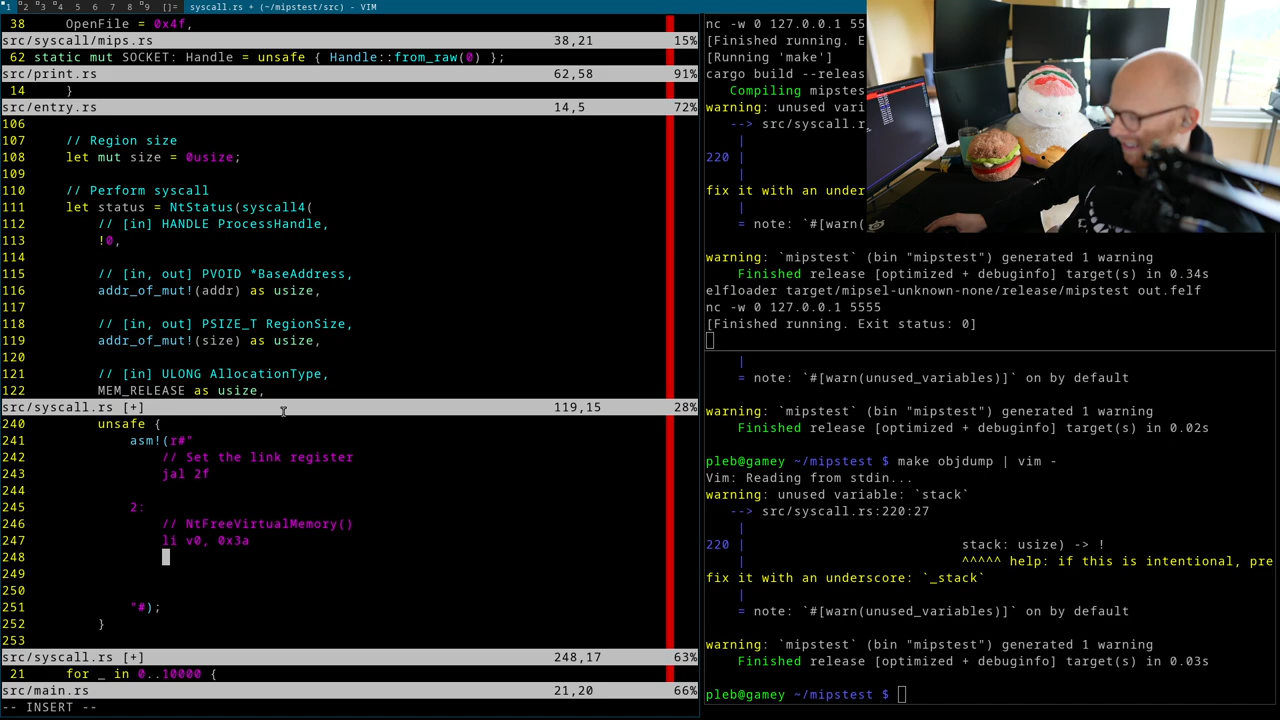 1 2 3 4 5 6 7 8 9 []= syscall.rs + (~/mipstest/src) - VIM
38 OpenFile = 0x4f,
src/syscall/mips.rs 38,21 15%
62 static mut SOCKET: Handle = unsafe { Handle::from_raw(0) };
src/print.rs 62,58 91%
14 }
src/entry.rs 14,5 72%
106
107 // Region size
108 let mut size = 0usize;
109
110 // Perform syscall
111 let status = NtStatus(syscall4(
112 // [in] HANDLE ProcessHandle,
113 !0,
114
115 // [in, out] PVOID *BaseAddress,
116 addr_of_mut!(addr) as usize,
117
118 // [in, out] PSIZE_T RegionSize,
119 addr_of_mut!(size) as usize,
120
121 // [in] ULONG AllocationType,
122 MEM_RELEASE as usize,
src/syscall.rs [+] 119,15 28%
240 unsafe {
241 asm!(r#"
242 // Set the link register
243 jal 2f
244
245 2:
246 // NtFreeVirtualMemory()
247 li v0, 0x3a
248
249
250
251 "#);
252 }
253
src/syscall.rs [+] 248,17 63%
21 for _ in 0..10000 {
src/main.rs 21,20 66%
-- INSERT --
nc -w 0 127.0.0.1 555
[Finished running. E
[Running 'make']
cargo build --releas
Compiling mipstes
warning: unused vari
--> src/syscall.r
|
220 |
|
fix it with an under
|
= note: `#[warn(
warning: `mipstest` (bin "mipstest") generated 1 warning
Finished release [optimized + debuginfo] target(s) in 0.34s
elfloader target/mipsel-unknown-none/release/mipstest out.felf
nc -w 0 127.0.0.1 5555
[Finished running. Exit status: 0]
|
= note: `#[warn(unused_variables)]` on by default
warning: `mipstest` (bin "mipstest") generated 1 warning
Finished release [optimized + debuginfo] target(s) in 0.02s
pleb@gamey ~/mipstest $ make objdump | vim -
Vim: Reading from stdin...
warning: unused variable: `stack`
--> src/syscall.rs:220:27
|
220 | stack: usize) -> !
| ^^^^^ help: if this is intentional, pre
fix it with an underscore: `_stack`
|
= note: `#[warn(unused_variables)]` on by default
warning: `mipstest` (bin "mipstest") generated 1 warning
Finished release [optimized + debuginfo] target(s) in 0.03s
pleb@gamey ~/mipstest $